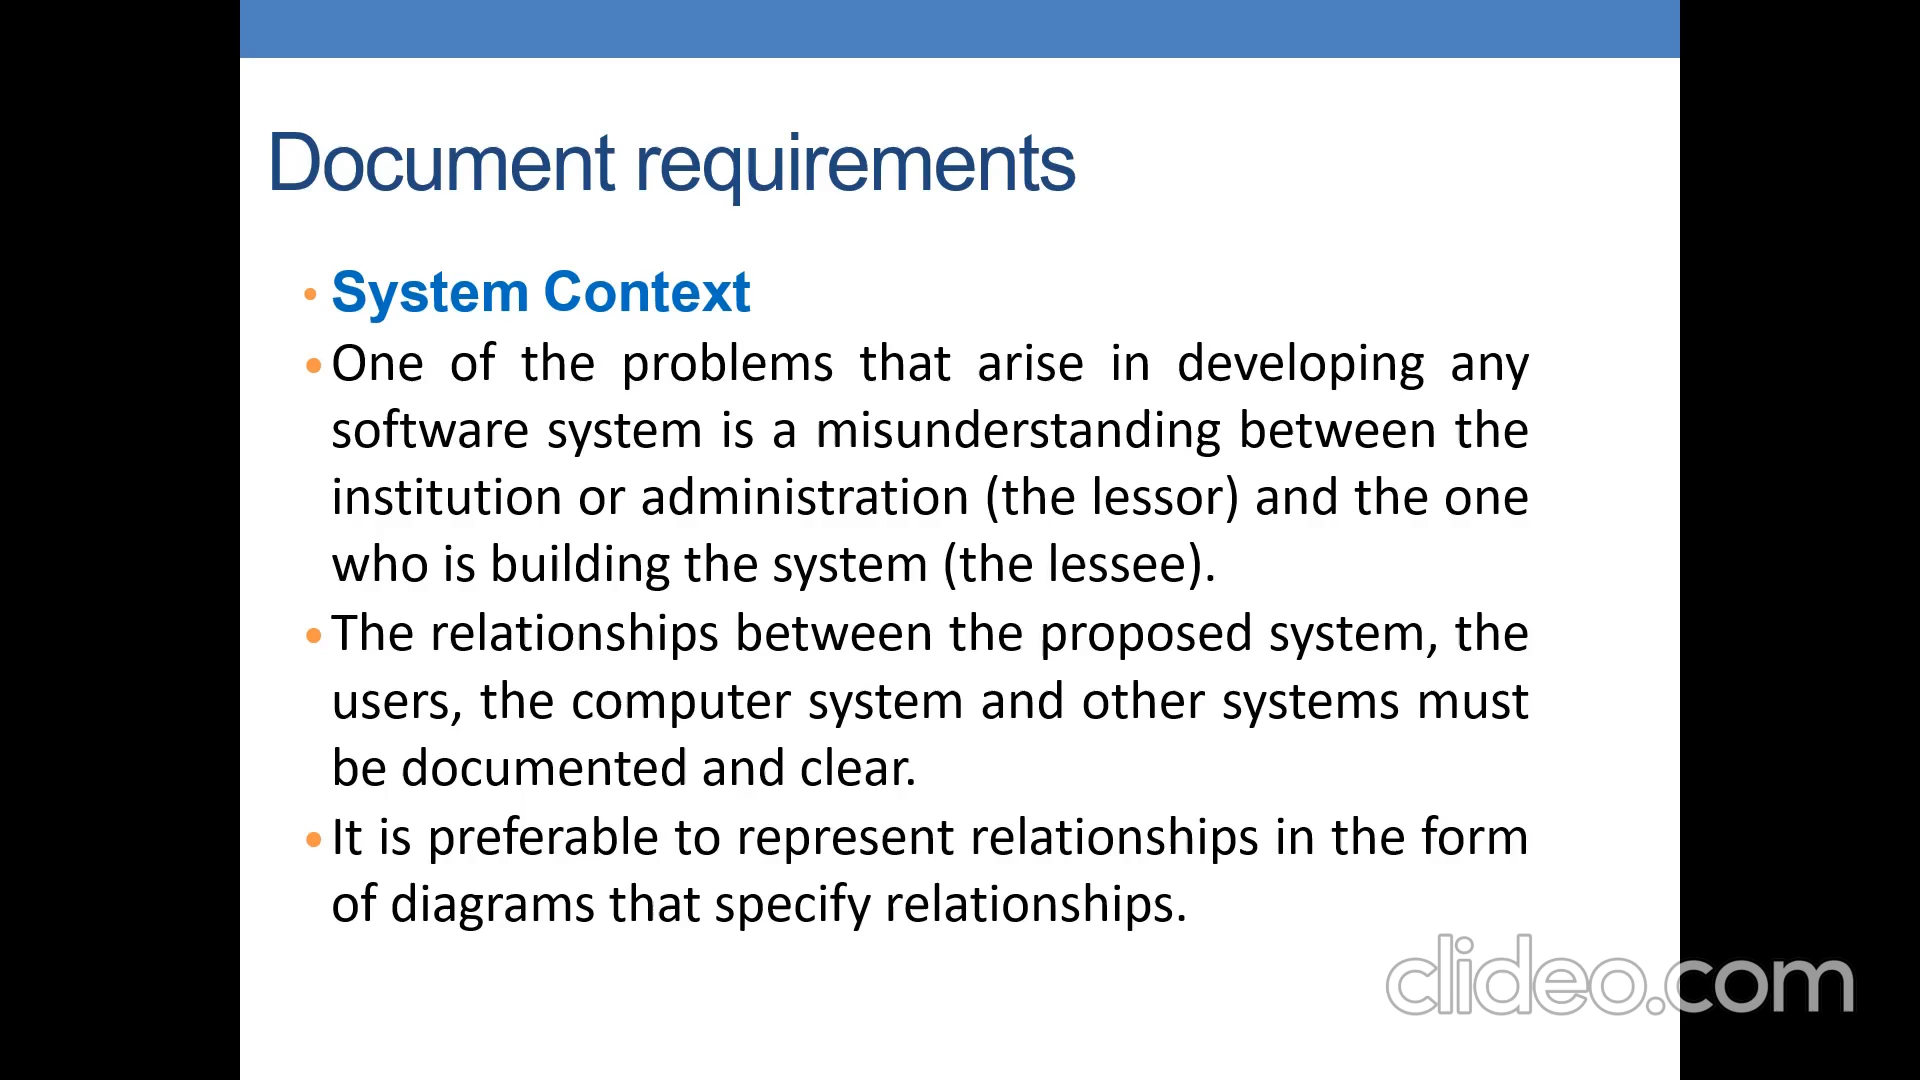 Document requirements
• System Context
• One of the problems that arise in developing any
software system is a misunderstanding between the
institution or administration (the lessor) and the one
who is building the system (the lessee).
• The relationships between the proposed system, the
users, the computer system and other systems must
be documented and clear.
• It is preferable to represent relationships in the form
of diagrams that specify relationships.
clideo.com